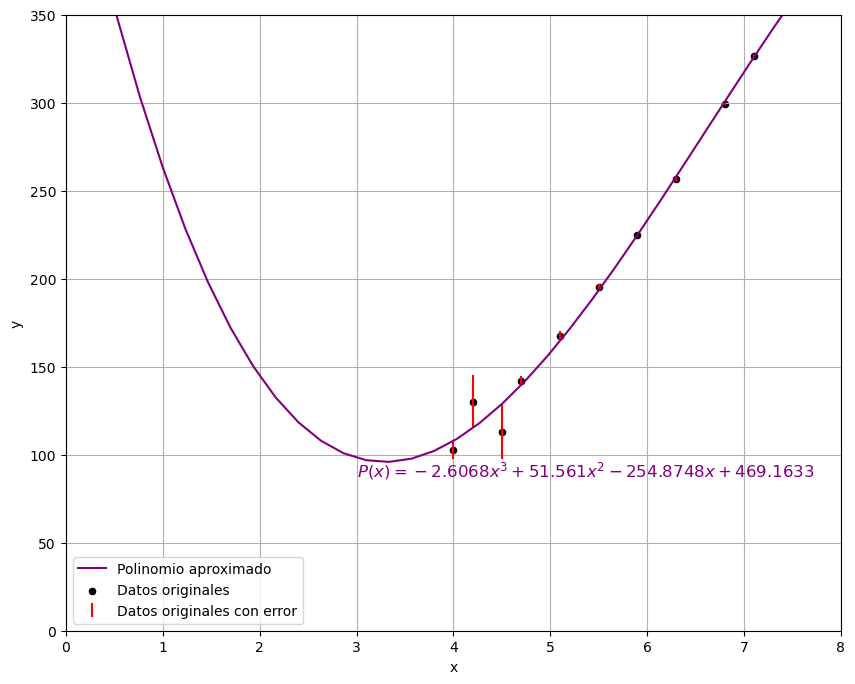 350
300
250
200
150
100
50
0
y
P(x) = −2.6068x³ + 51.561x² − 254.8748x + 469.1633
Polinomio aproximado
Datos originales
Datos originales con error
0 1 2 3 4 5 6 7 8
x